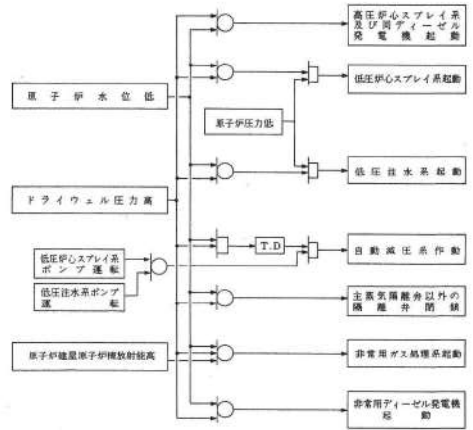 高圧炉心スプレイ系
及び同ディーゼル
発電機起動
低圧炉心スプレイ系起動
原子炉水位低
原子炉圧力低
低圧注水系起動
ドライウェル圧力高
T.D
自動減圧系作動
低圧炉心スプレイ系
ポンプ運転
低圧注水系ポンプ
運転
主蒸気隔離弁以外の
隔離弁閉鎖
原子炉建屋原子炉棟放射能高
非常用ガス処理系起動
非常用ディーゼル発電機
起動